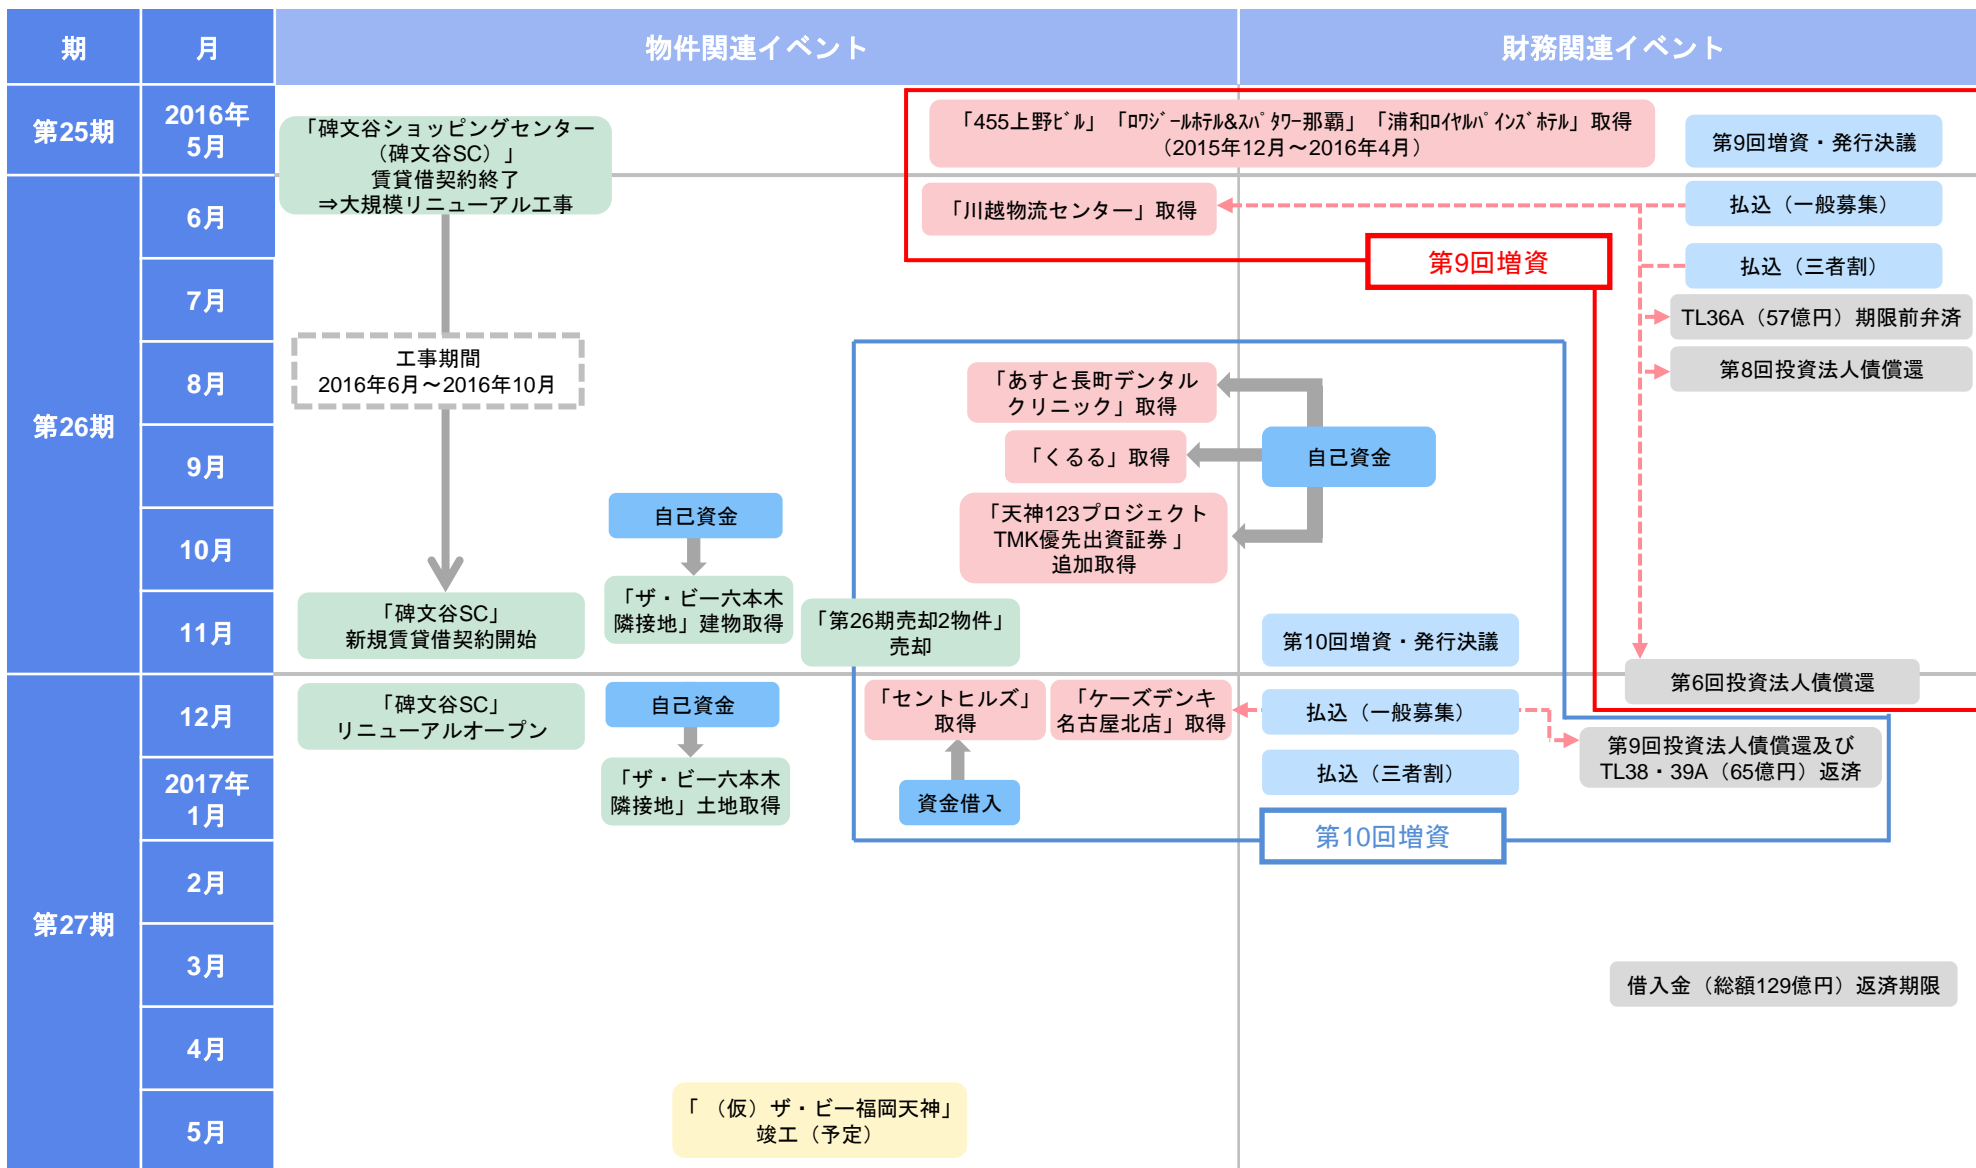 期
月
物件関連イベント
財務関連イベント
第25期
2016年
5月
「碑文谷ショッピングセンター
（碑文谷SC）」
賃貸借契約終了
⇒大規模リニューアル工事
「455上野ﾋﾞﾙ」「ﾛﾜｼﾞｰﾙﾎﾃﾙ&ｽﾊﾟﾀﾜｰ那覇」「浦和ﾛｲﾔﾙﾊﾟｲﾝｽﾞﾎﾃﾙ」取得
（2015年12月～2016年4月）
第9回増資・発行決議
第26期
6月
「川越物流センター」取得
払込（一般募集）
第9回増資
払込（三者割）
7月
TL36A（57億円）期限前弁済
工事期間
2016年6月～2016年10月
8月
「あすと長町デンタル
クリニック」取得
第8回投資法人債償還
9月
「くるる」取得
自己資金
10月
自己資金
「天神123プロジェクト
TMK優先出資証券 」
追加取得
11月
「碑文谷SC」
新規賃貸借契約開始
「ザ・ビー六本木
隣接地」建物取得
「第26期売却2物件」
売却
第10回増資・発行決議
第6回投資法人債償還
第27期
12月
「碑文谷SC」
リニューアルオープン
自己資金
「セントヒルズ」
取得
「ケーズデンキ
名古屋北店」取得
払込（一般募集）
第9回投資法人債償還及び
TL38・39A（65億円）返済
2017年
1月
「ザ・ビー六本木
隣接地」土地取得
資金借入
払込（三者割）
第10回増資
2月
3月
借入金（総額129億円）返済期限
4月
5月
「 （仮）ザ・ビー福岡天神」
竣工（予定）